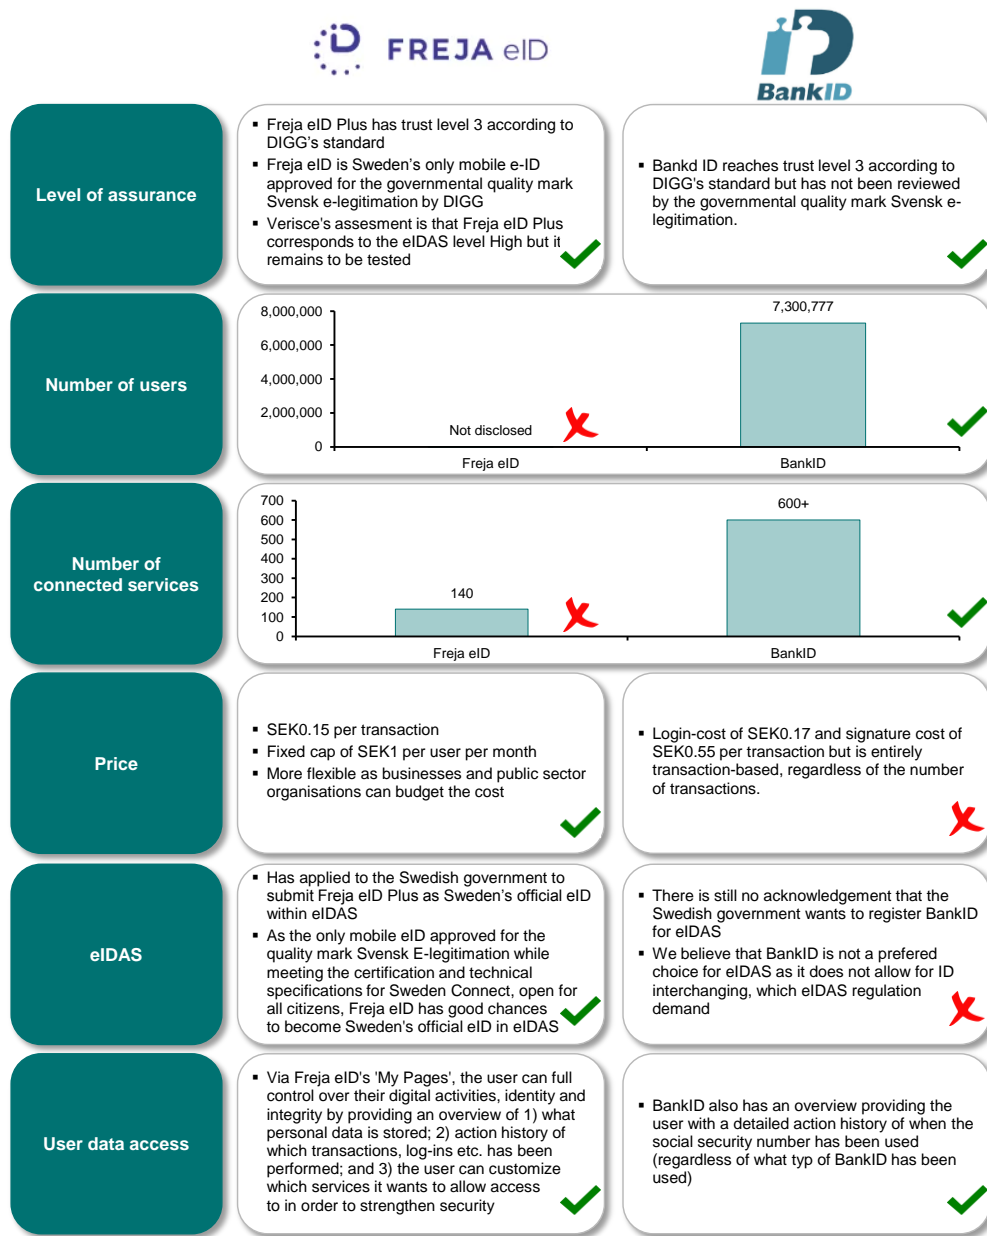 FREJA eID
BankID
Level of assurance
▪ Freja eID Plus has trust level 3 according to
DIGG's standard
▪ Freja eID is Sweden's only mobile e-ID
approved for the governmental quality mark
Svensk e-legitimation by DIGG
▪ Verisce's assesment is that Freja eID Plus
corresponds to the eIDAS level High but it
remains to be tested
▪ Bankd ID reaches trust level 3 according to
DIGG's standard but has not been reviewed
by the governmental quality mark Svensk e-
legitimation.
Number of users
8,000,000
6,000,000
4,000,000
2,000,000
0
Not disclosed
7,300,777
Freja eID
BankID
Number of
connected services
700
600
500
400
300
200
100
0
140
600+
Freja eID
BankID
Price
▪ SEK0.15 per transaction
▪ Fixed cap of SEK1 per user per month
▪ More flexible as businesses and public sector
organisations can budget the cost
▪ Login-cost of SEK0.17 and signature cost of
SEK0.55 per transaction but is entirely
transaction-based, regardless of the number
of transactions.
eIDAS
▪ Has applied to the Swedish government to
submit Freja eID Plus as Sweden's official eID
within eIDAS
▪ As the only mobile eID approved for the
quality mark Svensk E-legitimation while
meeting the certification and technical
specifications for Sweden Connect, open for
all citizens, Freja eID has good chances
to become Sweden's official eID in eIDAS
▪ There is still no acknowledgement that the
Swedish government wants to register BankID
for eIDAS
▪ We believe that BankID is not a prefered
choice for eIDAS as it does not allow for ID
interchanging, which eIDAS regulation
demand
User data access
▪ Via Freja eID's 'My Pages', the user can full
control over their digital activities, identity and
integrity by providing an overview of 1) what
personal data is stored; 2) action history of
which transactions, log-ins etc. has been
performed; and 3) the user can customize
which services it wants to allow access
to in order to strengthen security
▪ BankID also has an overview providing the
user with a detailed action history of when the
social security number has been used
(regardless of what typ of BankID has been
used)